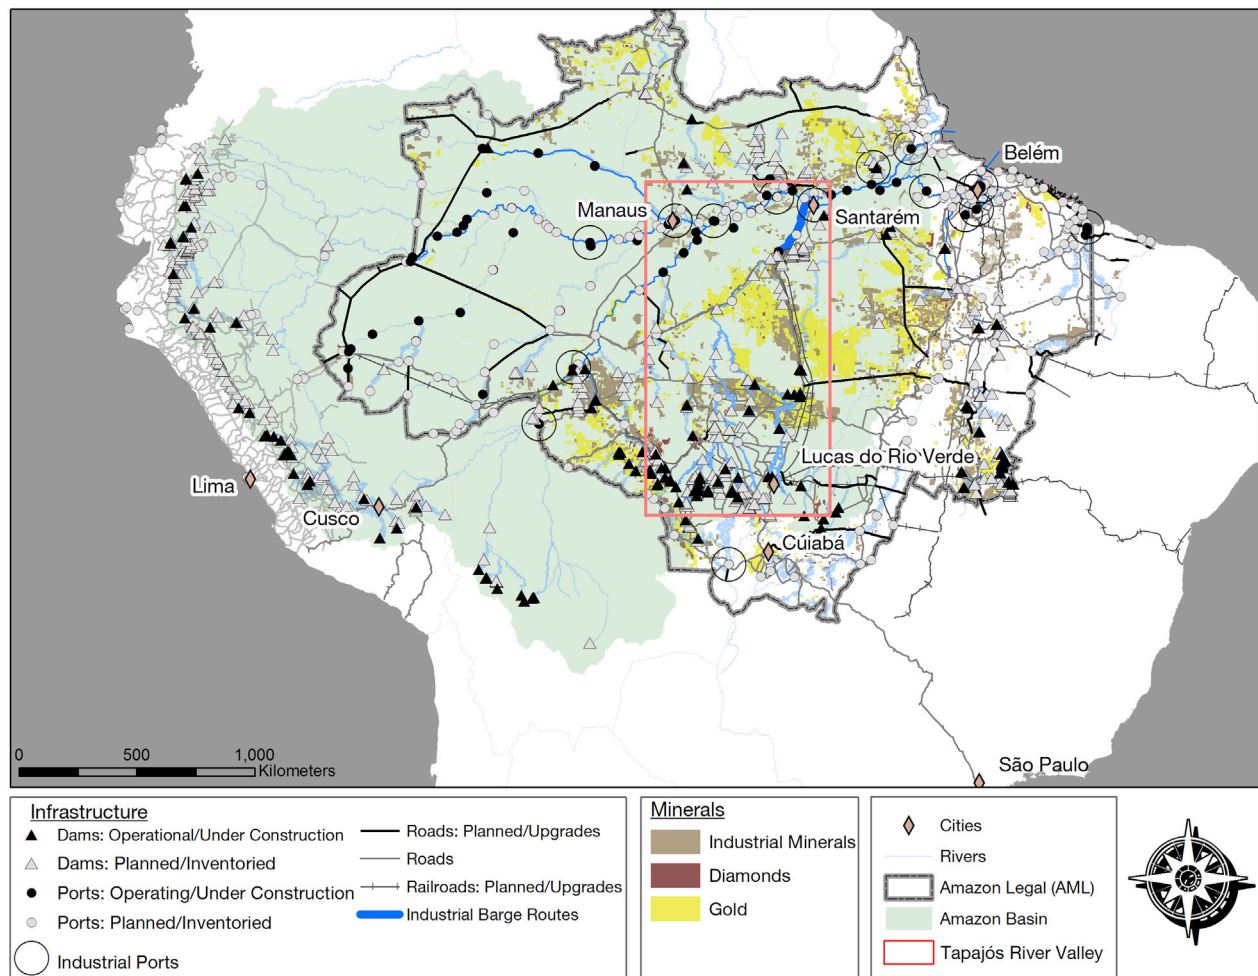 Belém
Manaus
Santarém
Lucas do Rio Verde
Lima
Cusco
Cúiabá
São Paulo
0 500 1,000
Kilometers
Infrastructure
Dams: Operational/Under Construction
Dams: Planned/Inventoried
Ports: Operating/Under Construction
Ports: Planned/Inventoried
Industrial Ports
Roads: Planned/Upgrades
Roads
Railroads: Planned/Upgrades
Industrial Barge Routes
Minerals
Industrial Minerals
Diamonds
Gold
Cities
Rivers
Amazon Legal (AML)
Amazon Basin
Tapajós River Valley